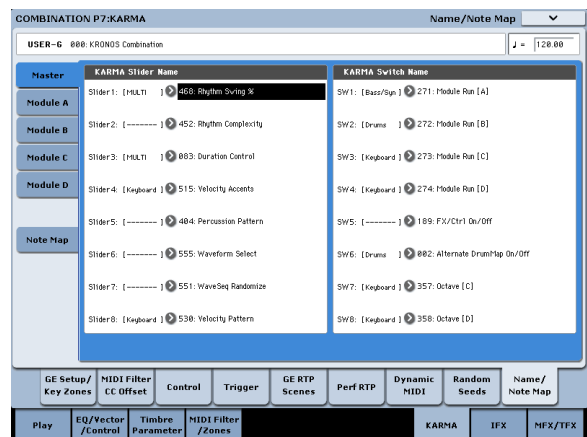 COMBINATION P7:KARMA Name/Note Map
USER-G 000: KRONOS Combination ♩= 120.00
Master
Module A
Module B
Module C
Module D
Note Map
KARMA Slider Name
Slider1: [MULTI ] 468: Rhythm Swing %
Slider2: [-------] 452: Rhythm Complexity
Slider3: [MULTI ] 003: Duration Control
Slider4: [Keyboard ] 515: Velocity Accents
Slider5: [-------] 404: Percussion Pattern
Slider6: [-------] 555: Waveform Select
Slider7: [-------] 551: WaveSeq Randomize
Slider8: [Keyboard ] 530: Velocity Pattern
KARMA Switch Name
SW1: [Bass/Syn ] 271: Module Run [A]
SW2: [Drums ] 272: Module Run [B]
SW3: [Keyboard ] 273: Module Run [C]
SW4: [Keyboard ] 274: Module Run [D]
SW5: [-------] 189: FX/Ctrl On/Off
SW6: [Drums ] 002: Alternate DrumMap On/Off
SW7: [Keyboard ] 357: Octave [C]
SW8: [Keyboard ] 358: Octave [D]
GE Setup/ Key Zones
MIDI Filter CC Offset
Control
Trigger
GE RTP Scenes
Perf RTP
Dynamic MIDI
Random Seeds
Name/ Note Map
Play
EQ/Vector /Control
Timbre Parameter
MIDI Filter /Zones
KARMA
IFX
MFX/TFX